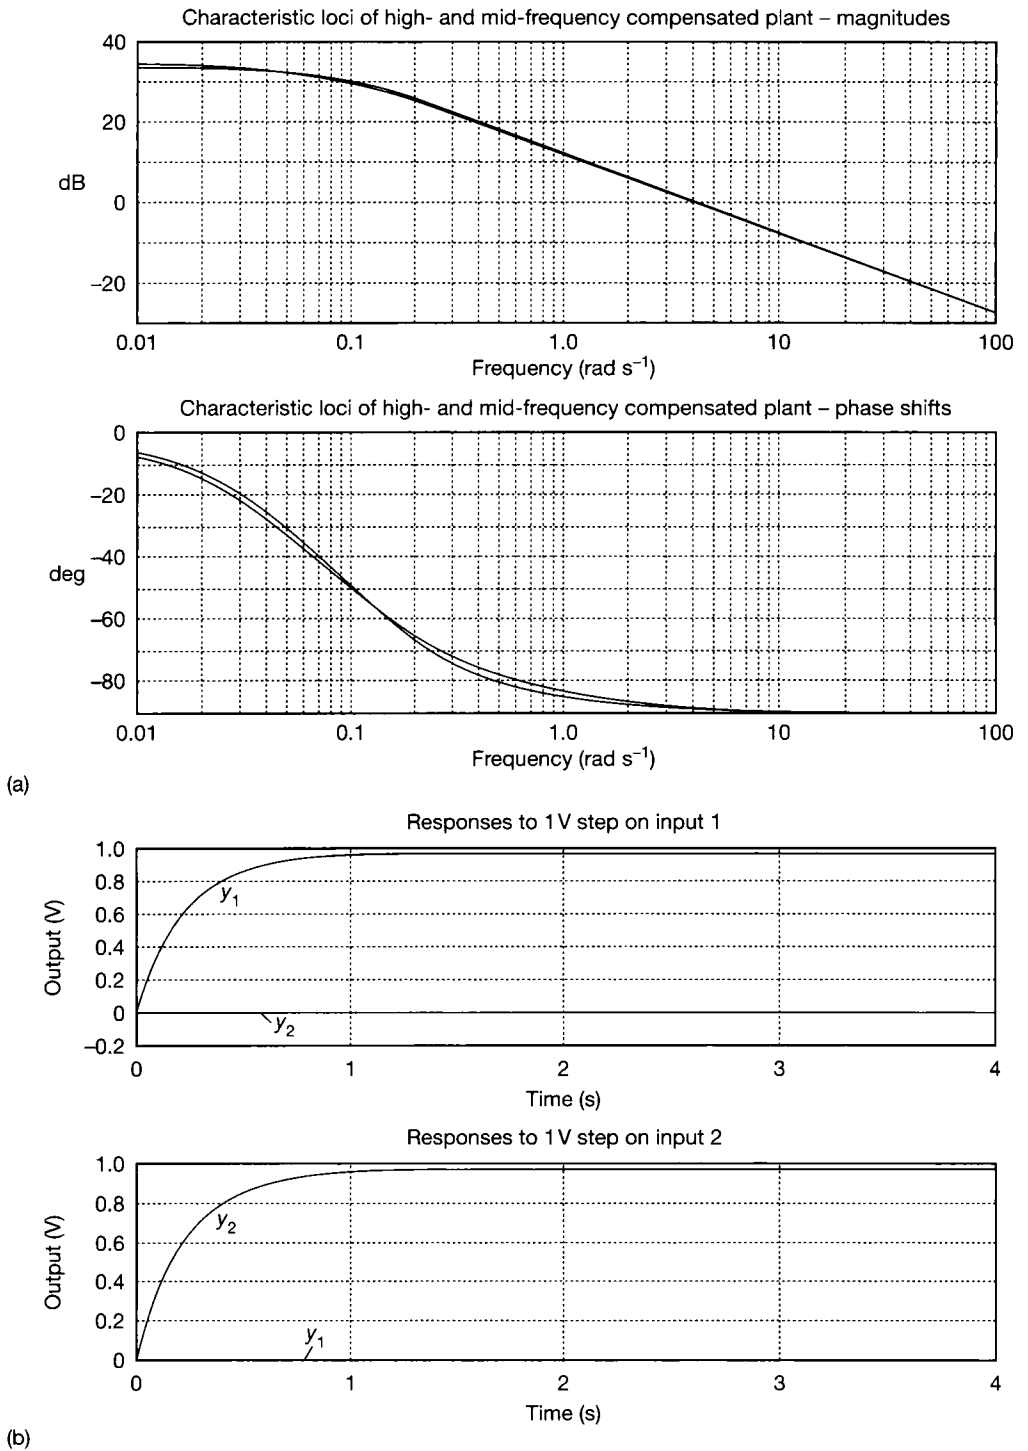 Characteristic loci of high- and mid-frequency compensated plant – magnitudes
40
20
dB
0
–20
0.01 0.1 1.0 10 100
Frequency (rad s⁻¹)
Characteristic loci of high- and mid-frequency compensated plant – phase shifts
0
–20
–40
deg
–60
–80
0.01 0.1 1.0 10 100
Frequency (rad s⁻¹)
(a)
Responses to 1V step on input 1
1.0
0.8
y₁
0.6
Output (V)
0.4
0.2
0
y₂
–0.2
0 1 2 3 4
Time (s)
Responses to 1V step on input 2
1.0
0.8
y₂
0.6
Output (V)
0.4
0.2
y₁
0
0 1 2 3 4
Time (s)
(b)